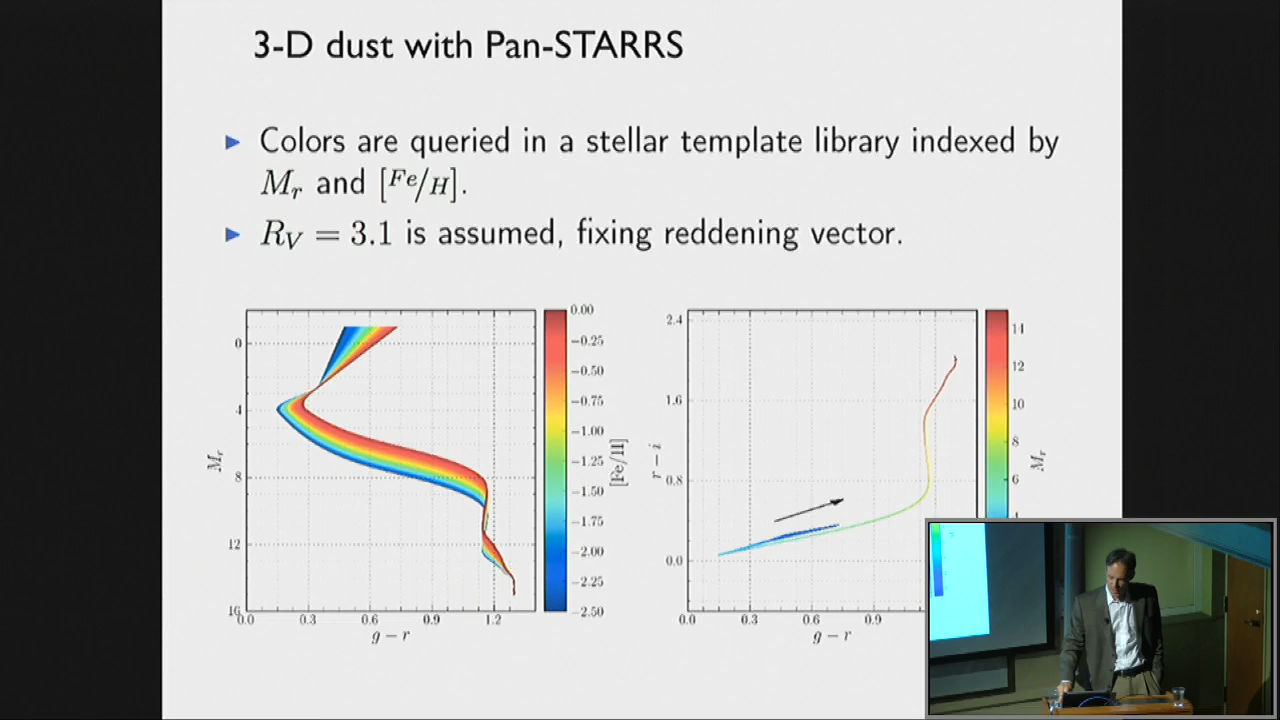 3-D dust with Pan-STARRS
Colors are queried in a stellar template library indexed by
M_r and [Fe/H].
R_V = 3.1 is assumed, fixing reddening vector.
0
4
8
12
16
M_r
0.0 0.3 0.6 0.9 1.2
g − r
0.00
−0.25
−0.50
−0.75
−1.00
−1.25
−1.50
−1.75
−2.00
−2.25
−2.50
[Fe/H]
2.4
1.6
0.8
0.0
r − i
0.0 0.3 0.6 0.9
g − r
14
12
10
8
6
M_r